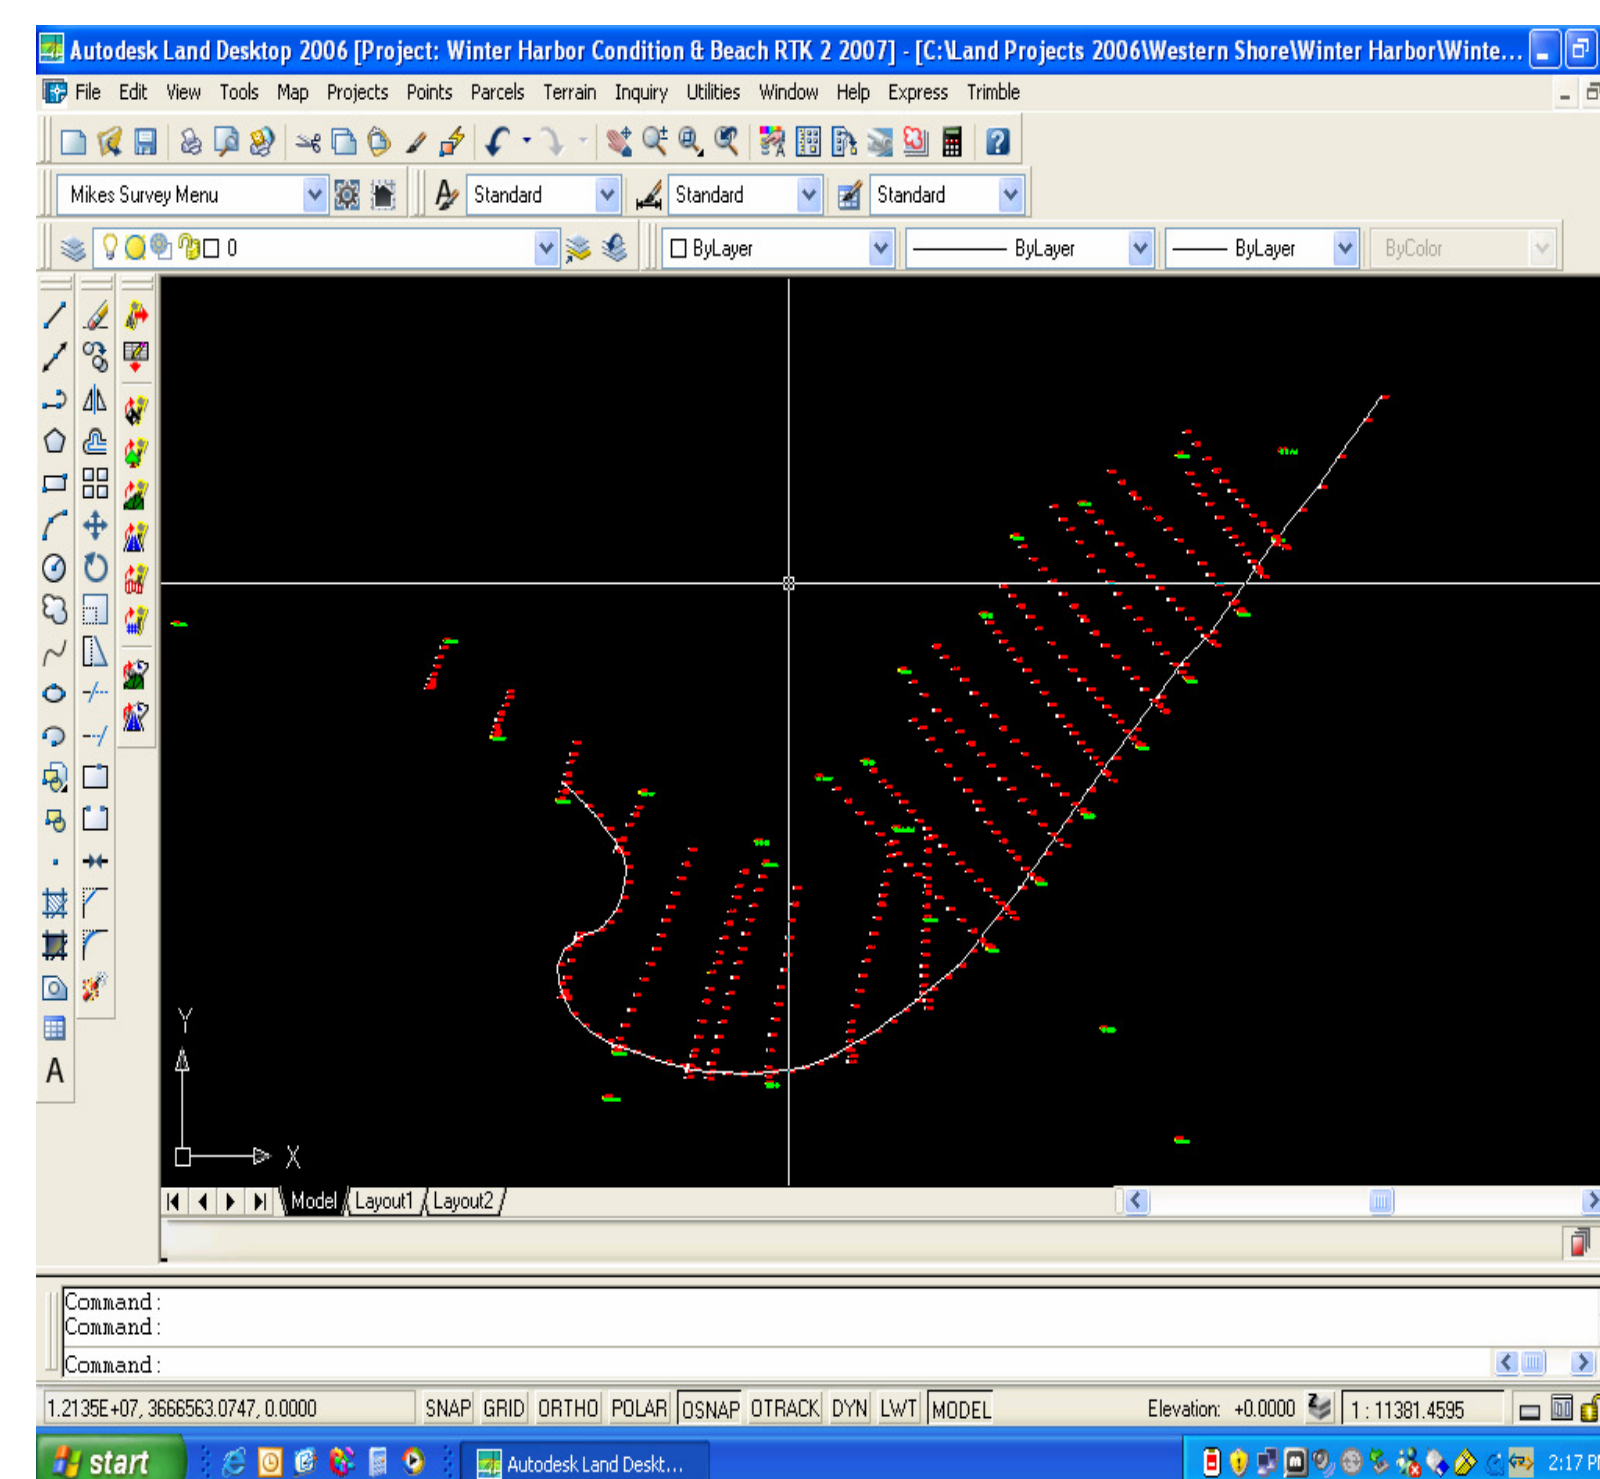 Autodesk Land Desktop 2006 [Project: Winter Harbor Condition & Beach RTK 2 2007] - [C:\Land Projects 2006\Western Shore\Winter Harbor\Winte...
File Edit View Tools Map Projects Points Parcels Terrain Inquiry Utilities Window Help Express Trimble
Mikes Survey Menu Standard Standard Standard
0 ByLayer ByLayer ByLayer ByColor
A
Y
X
Model Layout1 Layout2
Command:
Command:
Command:
1.2135E+07, 3666563.0747, 0.0000 SNAP GRID ORTHO POLAR OSNAP OTRACK DYN LWT MODEL Elevation: +0.0000 1 : 11381.4595
start Autodesk Land Deskt... 2:17 P